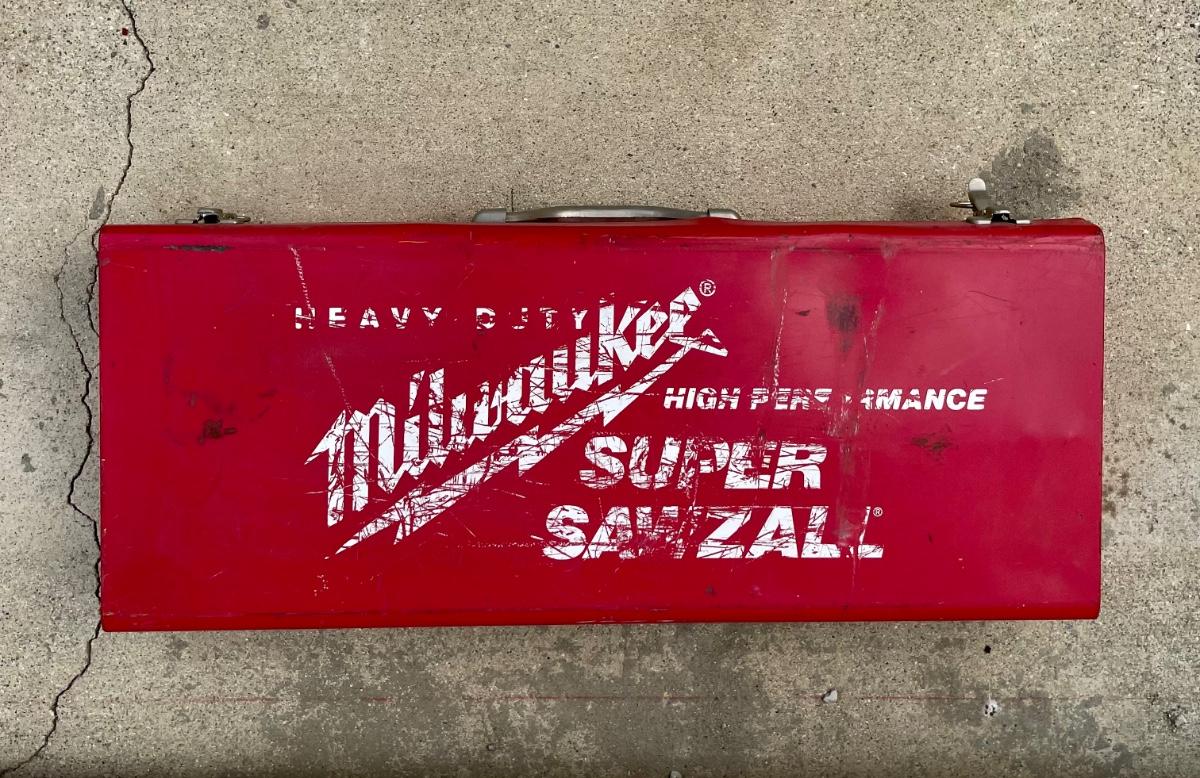 HEAVY DUTY
Milwaukee®
HIGH PERFORMANCE
SUPER
SAWZALL®